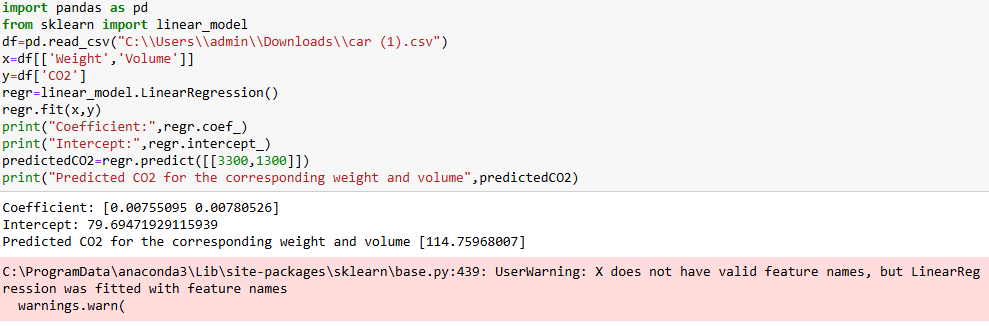 import pandas as pd
from sklearn import linear_model
df=pd.read_csv("C:\\Users\\admin\\Downloads\\car (1).csv")
x=df[['Weight','Volume']]
y=df['CO2']
regr=linear_model.LinearRegression()
regr.fit(x,y)
print("Coefficient:",regr.coef_)
print("Intercept:",regr.intercept_)
predictedCO2=regr.predict([[3300,1300]])
print("Predicted CO2 for the corresponding weight and volume",predictedCO2)
Coefficient: [0.00755095 0.00780526]
Intercept: 79.69471929115939
Predicted CO2 for the corresponding weight and volume [114.75968007]
C:\ProgramData\anaconda3\Lib\site-packages\sklearn\base.py:439: UserWarning: X does not have valid feature names, but LinearReg
ression was fitted with feature names
  warnings.warn(